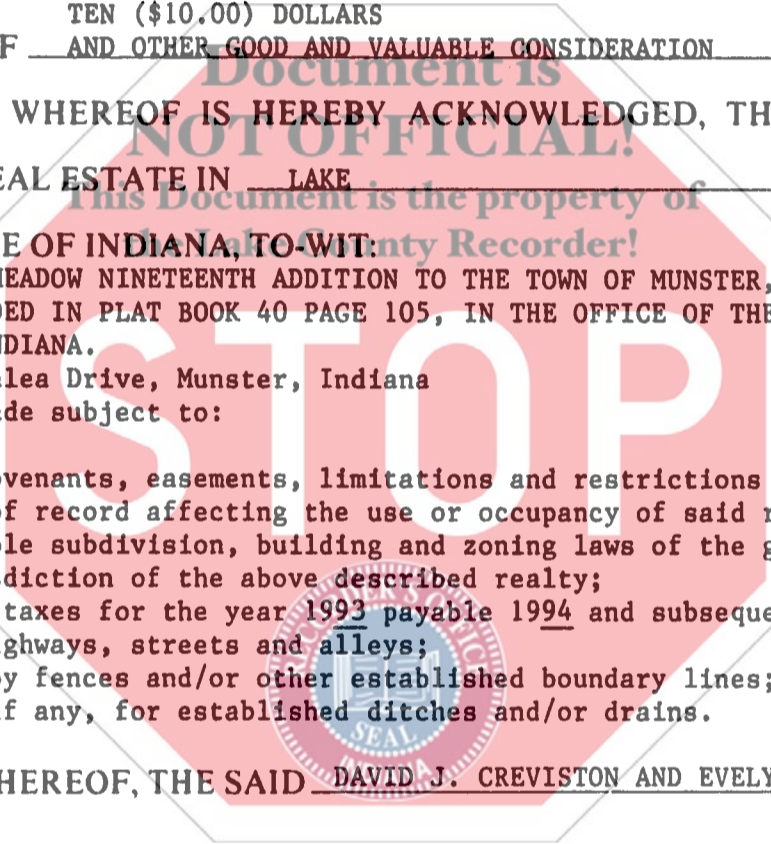 TEN ($10.00) DOLLARS
F AND OTHER GOOD AND VALUABLE CONSIDERATION
Document is
WHEREOF IS HEREBY ACKNOWLEDGED, TH
NOT OFFICIAL!
EAL ESTATE IN LAKE
This Document is the property of
the Lake County Recorder!
E OF INDIANA, TO-WIT:
MEADOW NINETEENTH ADDITION TO THE TOWN OF MUNSTER,
DED IN PLAT BOOK 40 PAGE 105, IN THE OFFICE OF THE
NDIANA.
lea Drive, Munster, Indiana
de subject to:
STOP
venants, easements, limitations and restrictions
of record affecting the use or occupancy of said r
le subdivision, building and zoning laws of the g
diction of the above described realty;
taxes for the year 1993 payable 1994 and subseque
ghways, streets and alleys;
by fences and/or other established boundary lines;
if any, for established ditches and/or drains.
RECORDER'S OFFICE
SEAL
INDIANA
HEREOF, THE SAID DAVID J. CREVISTON AND EVELY